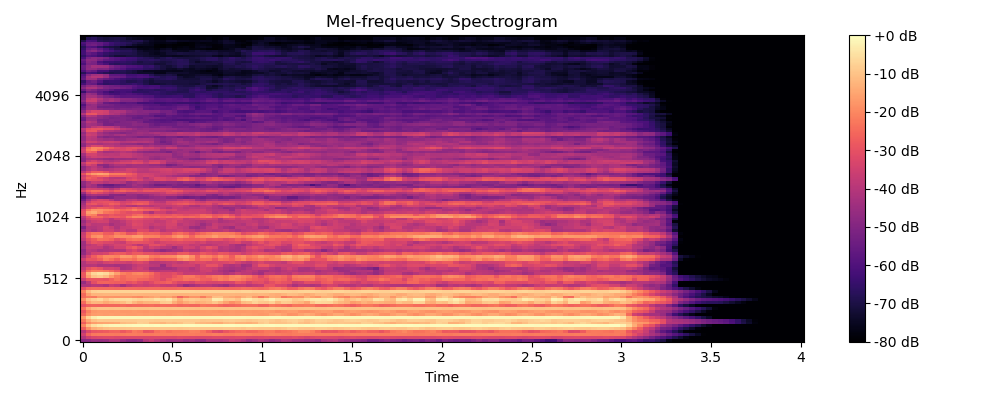 Mel-frequency Spectrogram
Hz
4096
2048
1024
512
0
0
0.5
1
1.5
2
2.5
3
3.5
4
Time
+0 dB
-10 dB
-20 dB
-30 dB
-40 dB
-50 dB
-60 dB
-70 dB
-80 dB